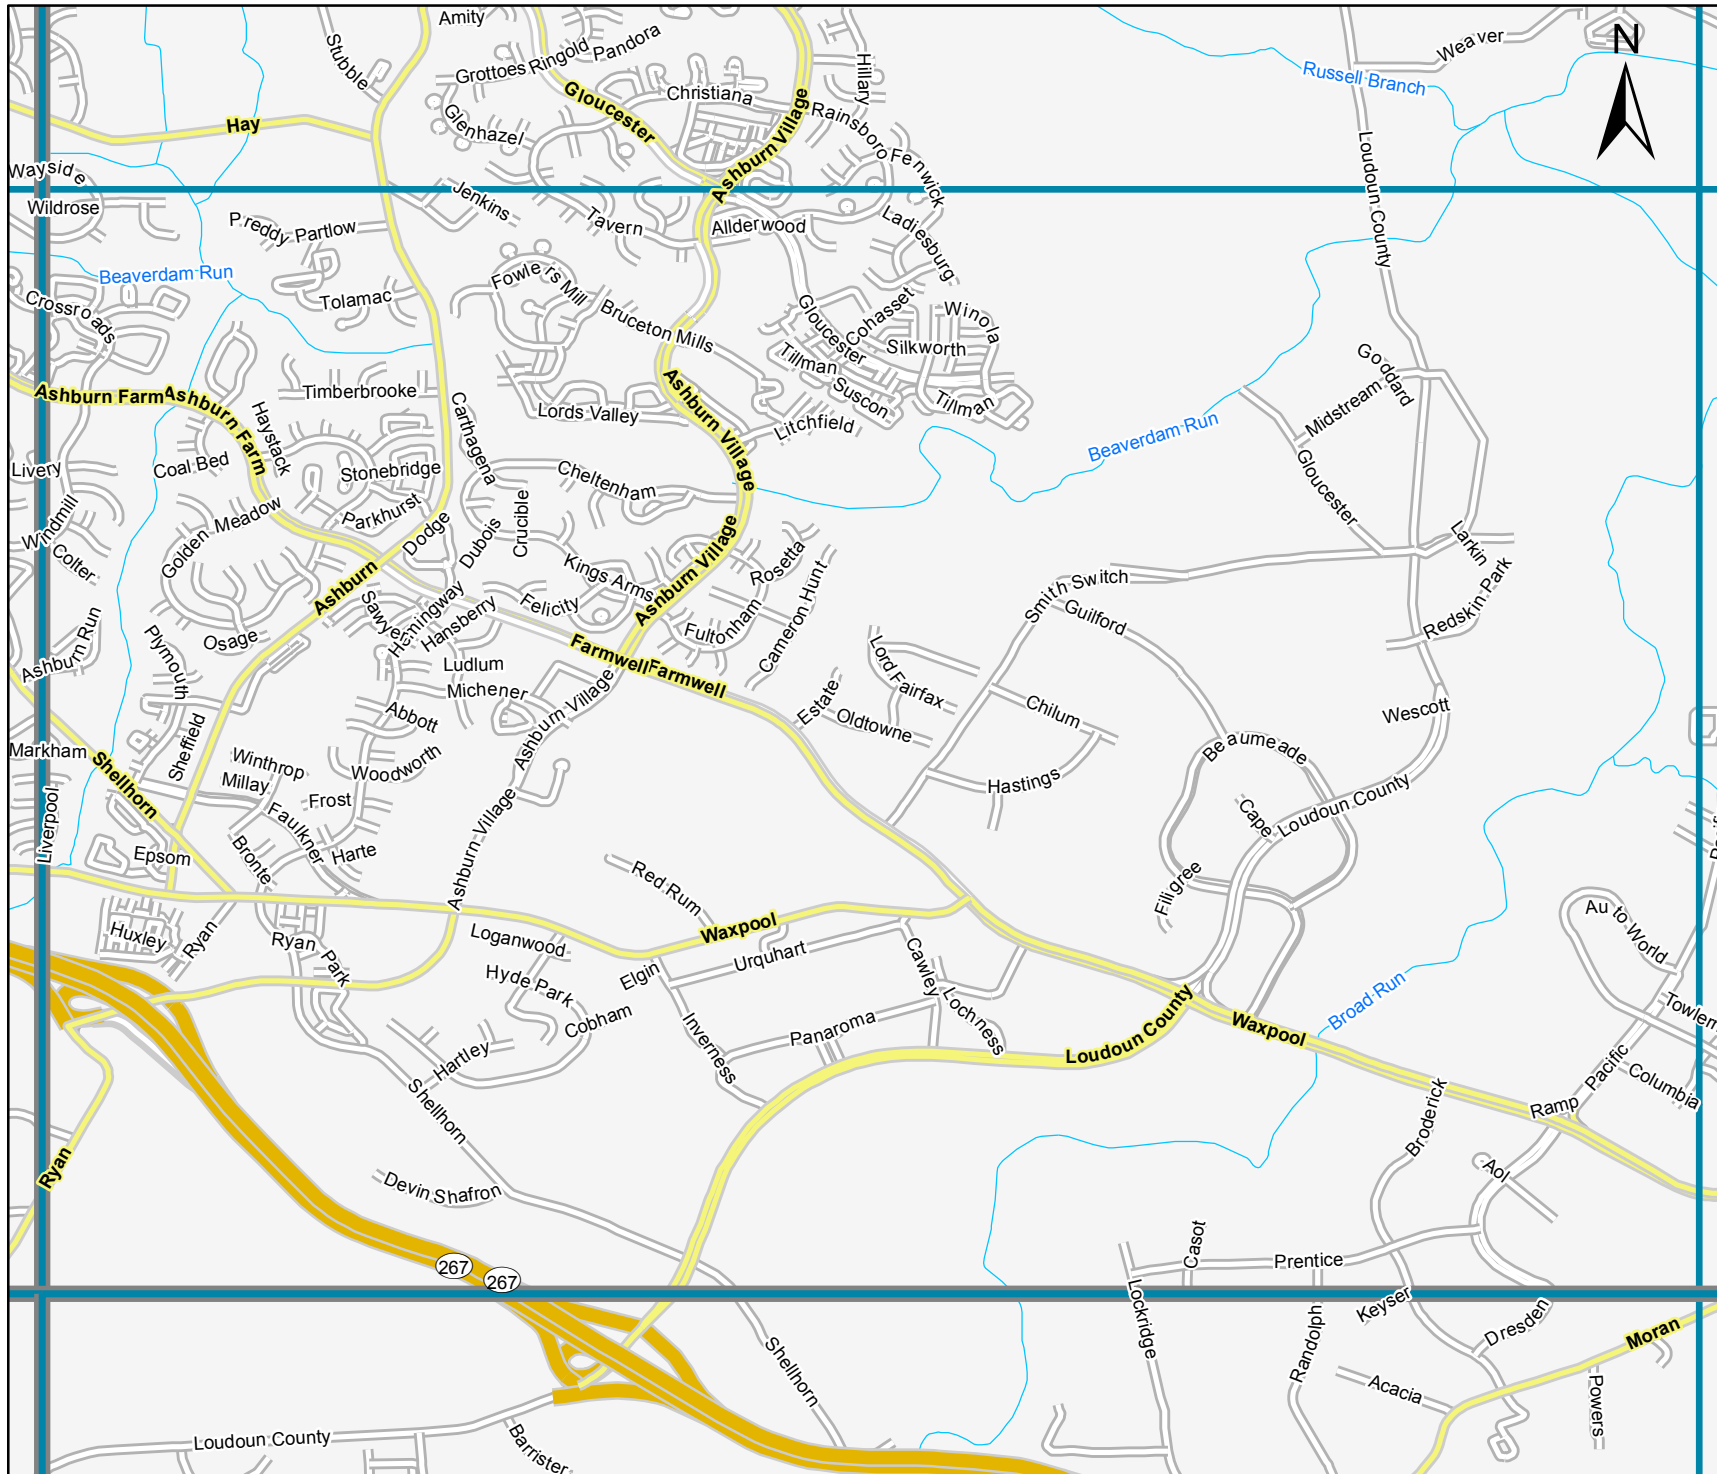 Amity
Stubble
Grottoes
Ringold
Pandora
Hillary
Weaver
N
Russell Branch
Christiana
Gloucester
Ashburn Village
Rainsboro
Fenwick
Glenhazel
Hay
Loudoun County
Wayside
Wildrose
Jenkins
Preddy
Partlow
Tavern
Allderwood
Ladiesburg
Beaverdam Run
Fowlers Mill
Tolamac
Crossroads
Bruceton Mills
Gloucester
Cohasset
Winola
Silkworth
Tillman
Suscon
Tillman
Goddard
Midstream
Ashburn Farm
Ashburn Farm
Timberbrooke
Haystack
Carthagena
Lords Valley
Ashburn Village
Litchfield
Beaverdam Run
Livery
Coal Bed
Stonebridge
Cheltenham
Gloucester
Windmill
Golden Meadow
Parkhurst
Dodge
Dubois
Crucible
Colter
Kings Arms
Ashburn Village
Rosetta
Larkin
Ashburn
Cameron Hunt
Smith Switch
Redskin Park
Sawyer
Hemingway
Hansberry
Felicity
Fultonham
Guilford
Ashburn Run
Plymouth
Osage
Farmwell
Farmwell
Lord Fairfax
Ludlum
Michener
Ashburn Village
Estate
Oldtowne
Chilum
Wescott
Abbott
Markham
Shellhorn
Sheffield
Winthrop
Millay
Woodworth
Beaumeade
Frost
Hastings
Loudoun County
Cape
Liverpool
Faulkner
Ashburn Village
Epsom
Bronte
Harte
Red Rum
Filigree
Huxley
Ryan
Ryan Park
Loganwood
Waxpool
Urquhart
Cawley
Auto World
Hyde Park
Elgin
Cobham
Inverness
Panaroma
Lochness
Loudoun County
Waxpool
Broad Run
Hartley
Shellhorn
Pacific
Columbia
Ramp
Broderick
Ryan
Devin Shafron
Aol
267
267
Casot
Prentice
Lockridge
Randolph
Keyser
Dresden
Moran
Shellhorn
Acacia
Powers
Loudoun County
Barrister